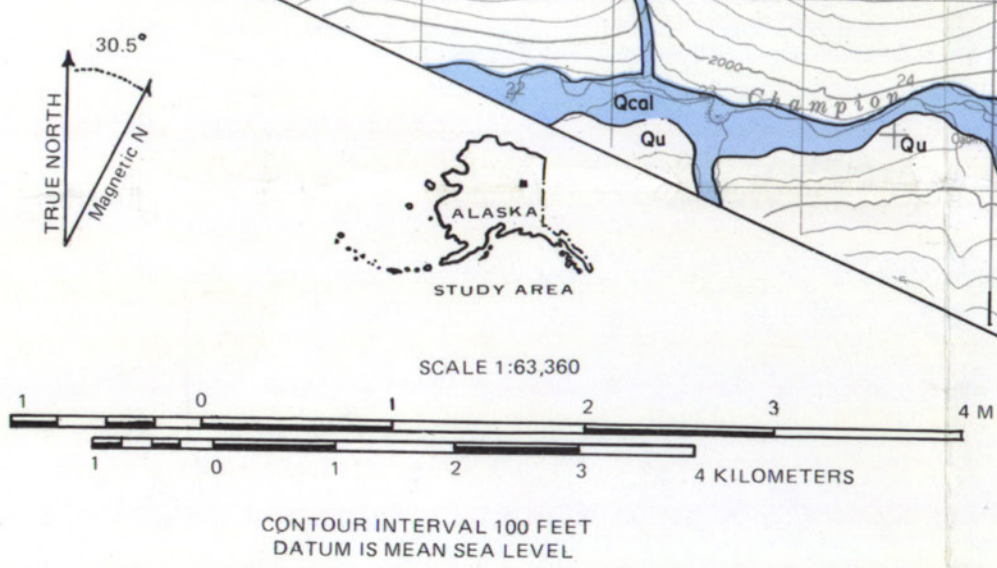 30.5°
TRUE NORTH
Magnetic N
2000
22
23
24
Champion
Qcal
Qu
Qu
ALASKA
STUDY AREA
SCALE 1:63,360
1 0 1 2 3 4 M
1 0 1 2 3 4 KILOMETERS
CONTOUR INTERVAL 100 FEET
DATUM IS MEAN SEA LEVEL